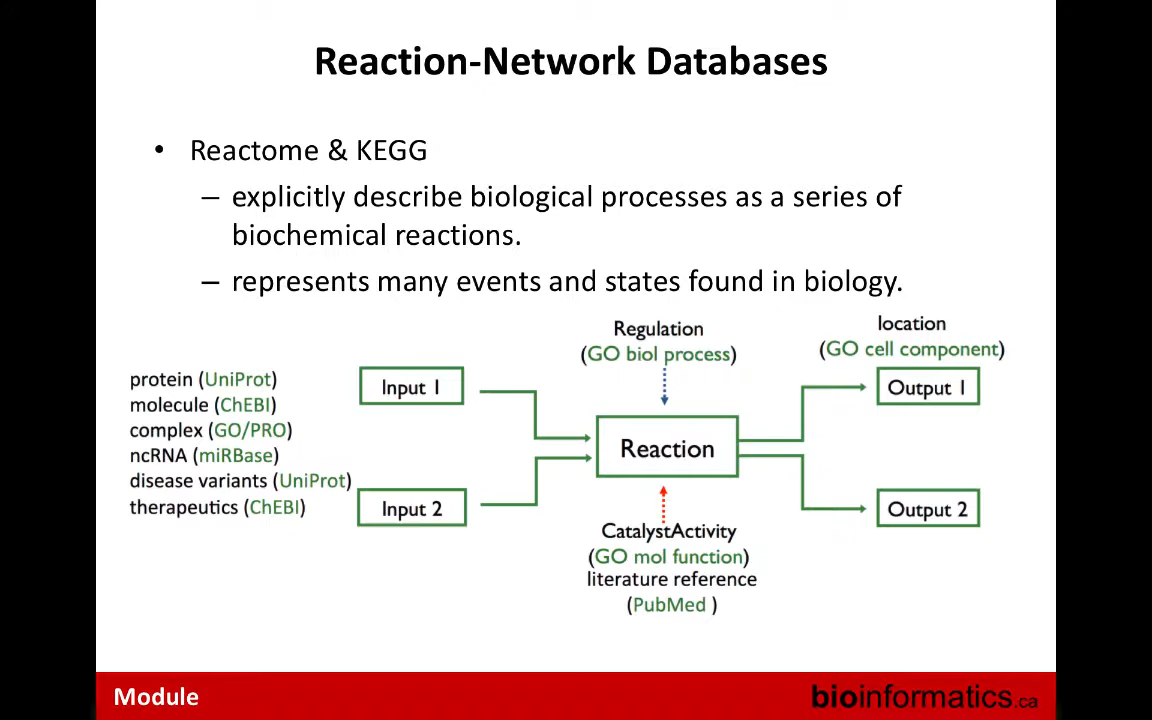 Reaction-Network Databases
• Reactome & KEGG
– explicitly describe biological processes as a series of
biochemical reactions.
– represents many events and states found in biology.
Regulation
(GO biol process)
location
(GO cell component)
protein (UniProt)
molecule (ChEBI)
complex (GO/PRO)
ncRNA (miRBase)
disease variants (UniProt)
therapeutics (ChEBI)
Input 1
Input 2
Reaction
Output 1
Output 2
CatalystActivity
(GO mol function)
literature reference
(PubMed )
Module
bioinformatics.ca